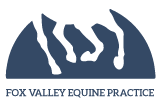 FOX VALLEY EQUINE PRACTICE